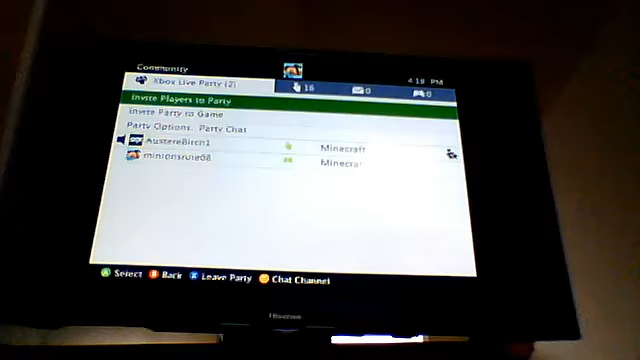 Community
4:18 PM
Xbox Live Party (2)
16
0
0
Invite Players to Party
Invite Party to Game
Party Options: Party Chat
AustereBirch1 Minecraft
minionsrule08 Minecraft
A Select B Back X Leave Party Y Chat Channel
Hisense